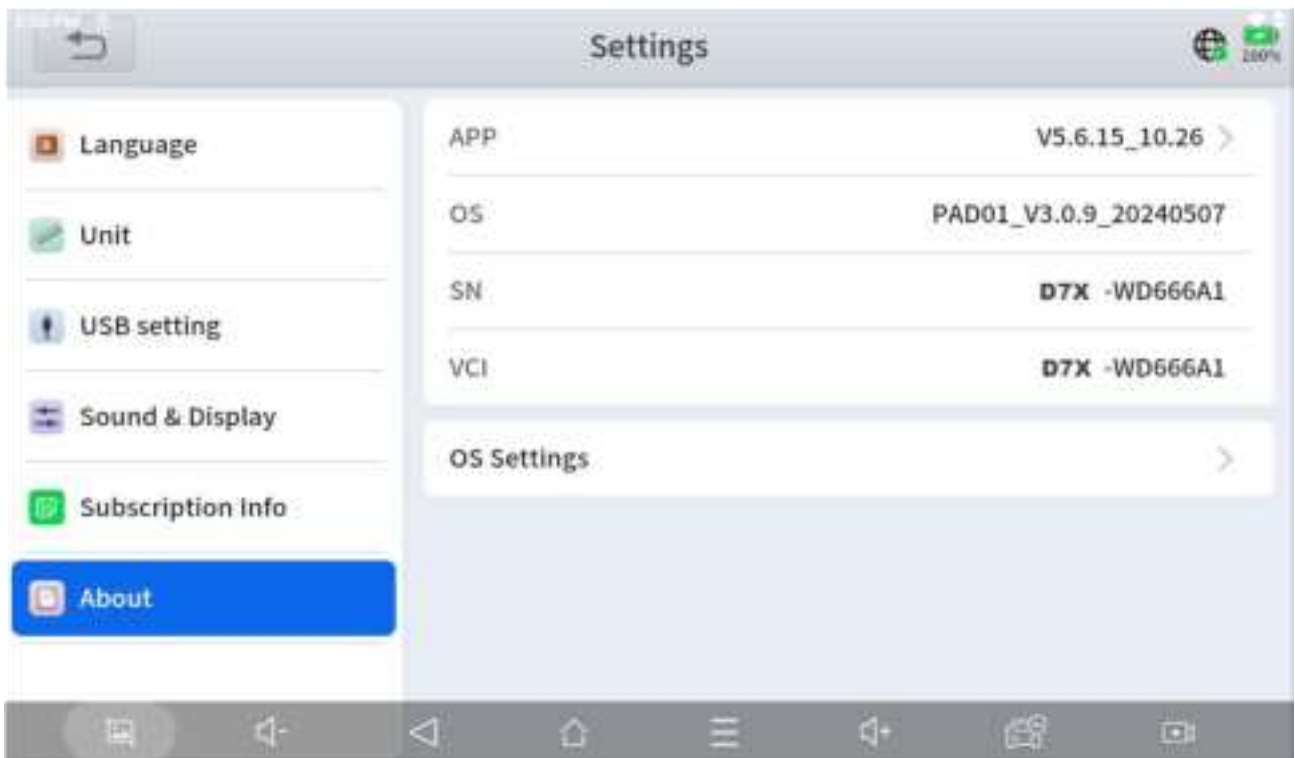 Settings
Language
Unit
USB setting
Sound & Display
Subscription Info
About
APP V5.6.15_10.26
OS PAD01_V3.0.9_20240507
SN D7X -WD666A1
VCI D7X -WD666A1
OS Settings